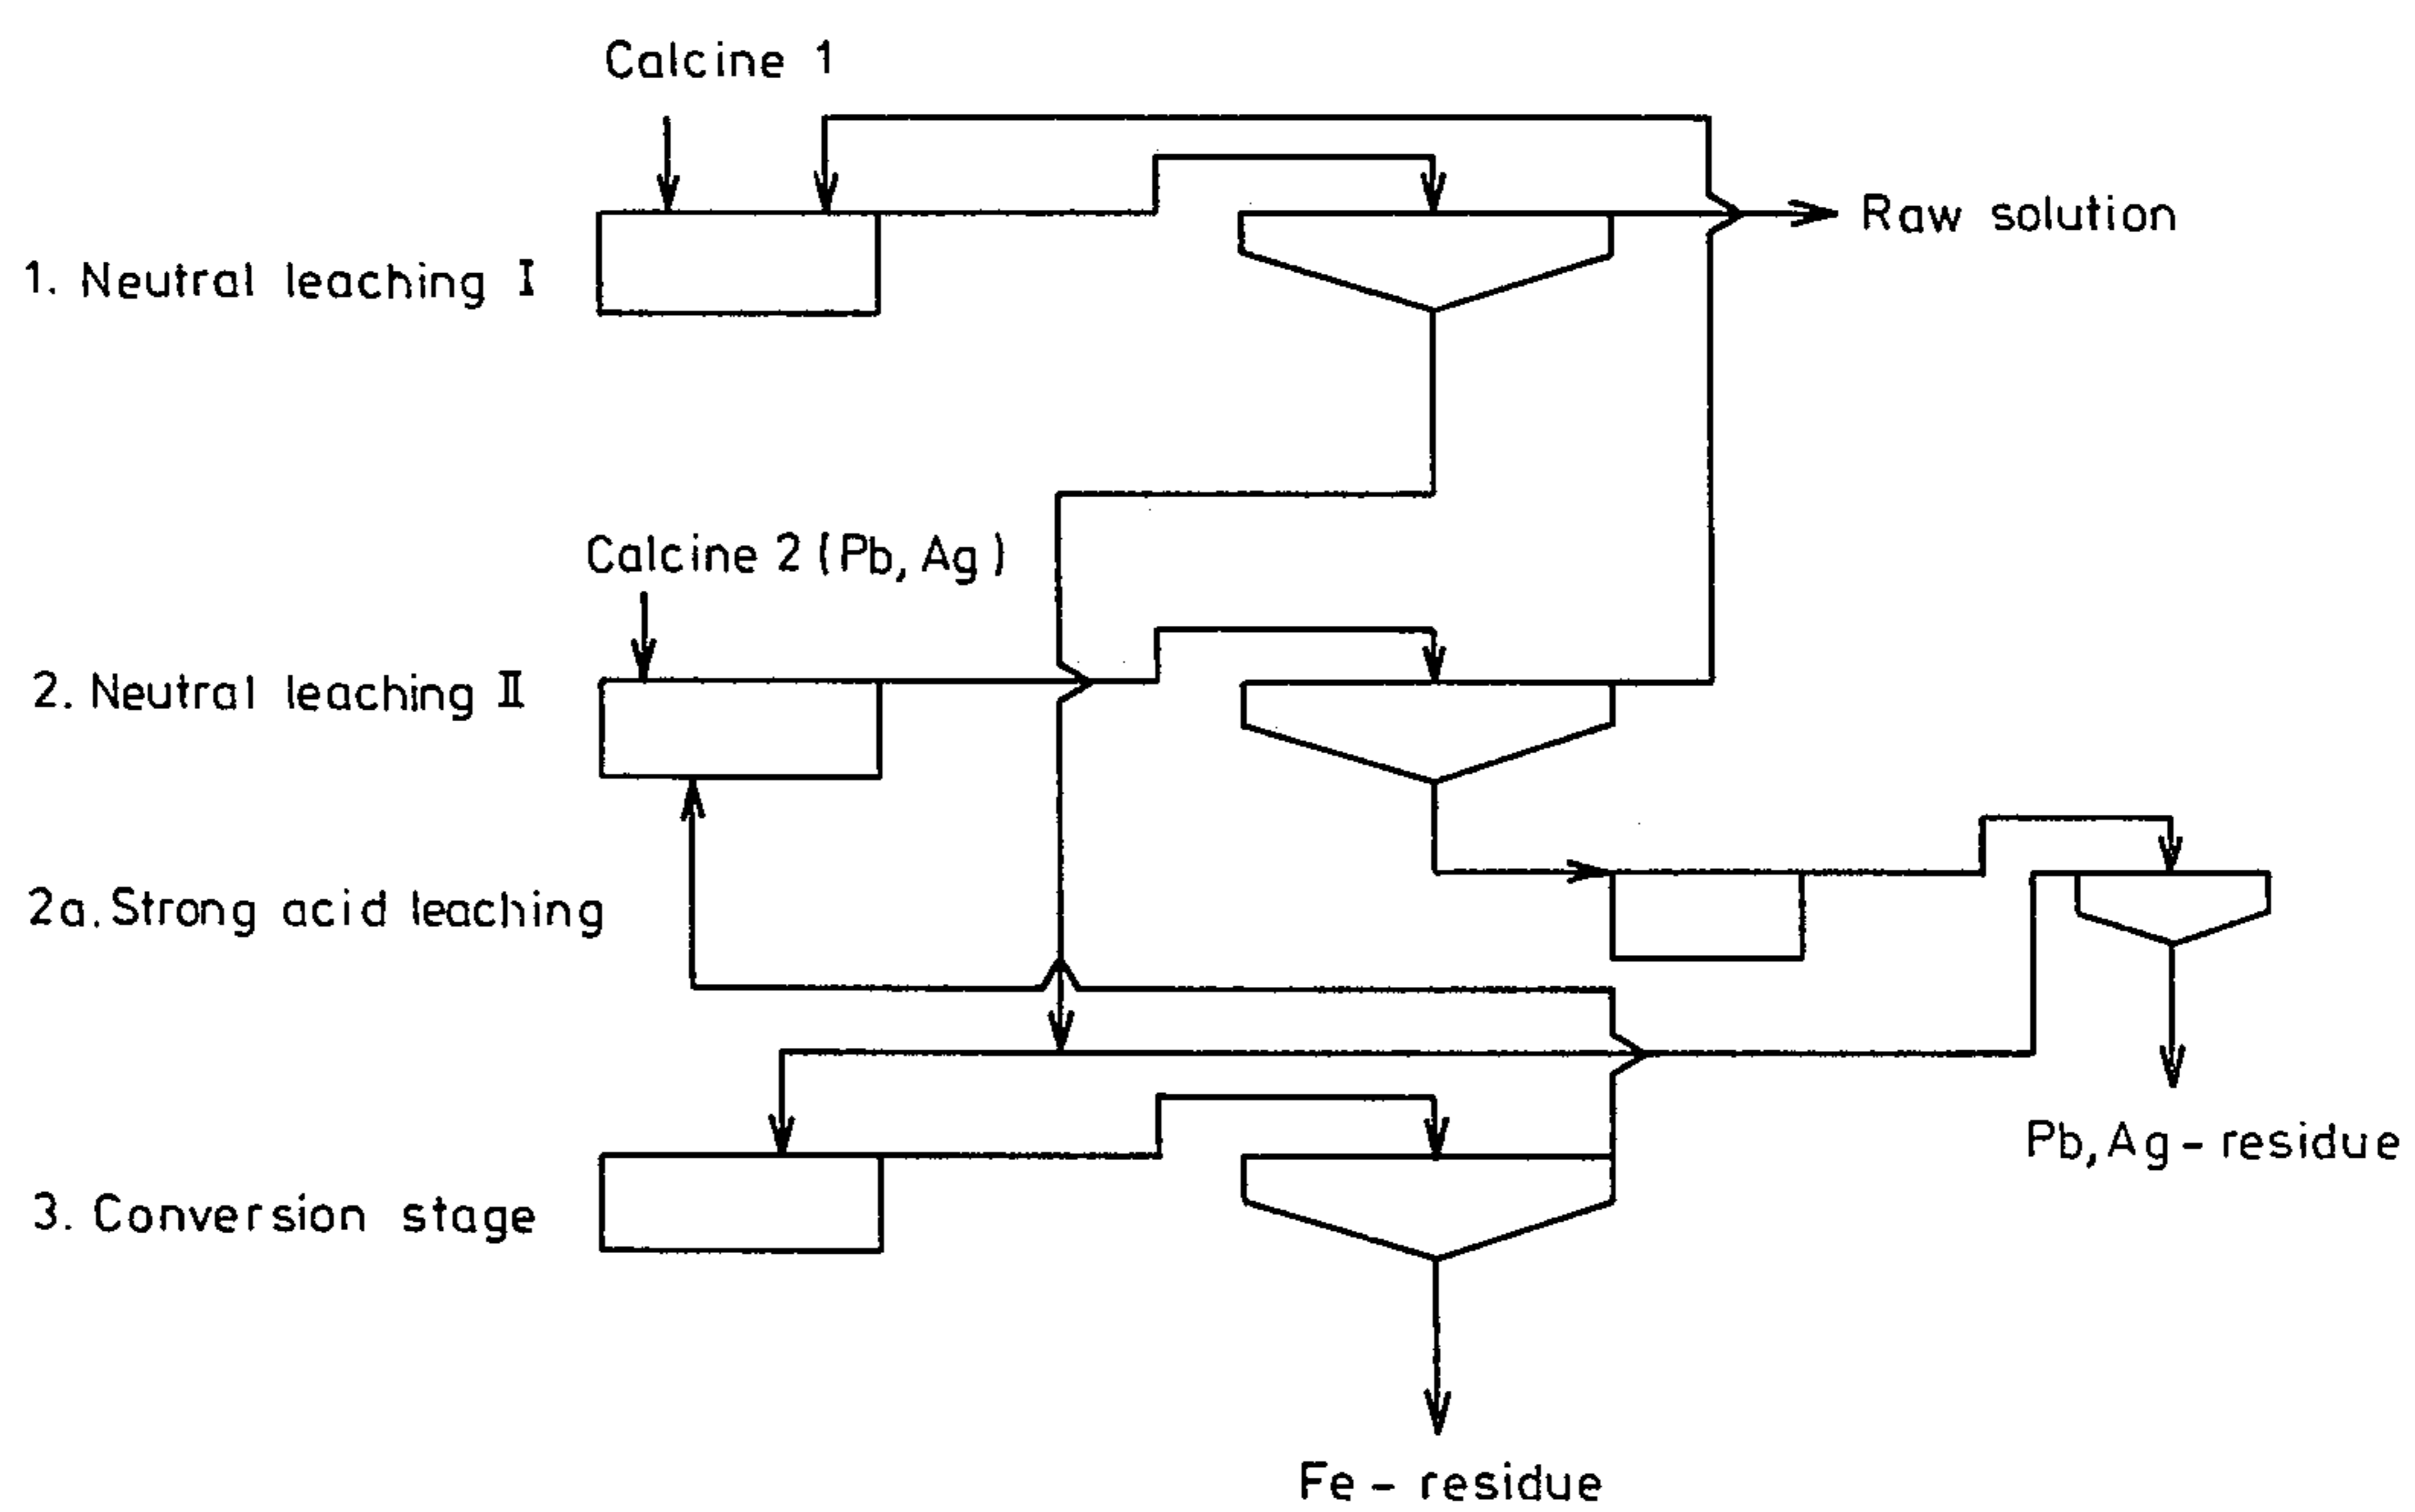 Calcine 1
Raw solution
1. Neutral leaching I
Calcine 2 (Pb, Ag)
2. Neutral leaching II
2a. Strong acid leaching
Pb, Ag - residue
3. Conversion stage
Fe - residue